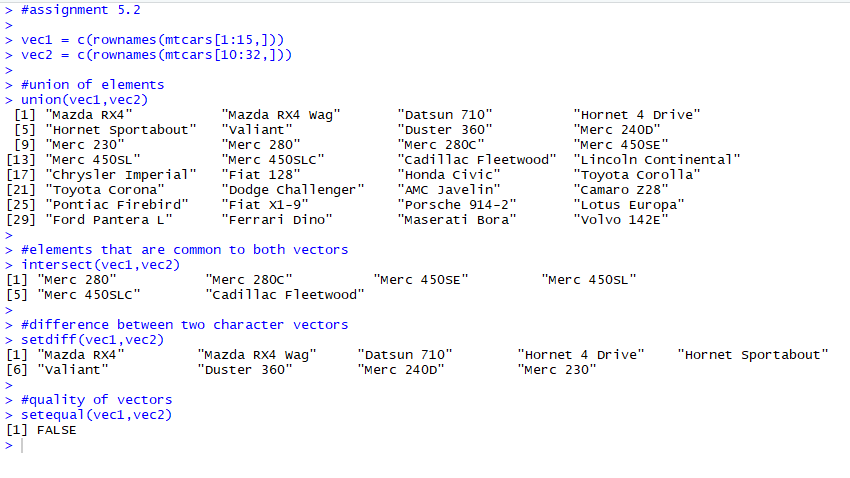 > #assignment 5.2
>
> vec1 = c(rownames(mtcars[1:15,]))
> vec2 = c(rownames(mtcars[10:32,]))
>
> #union of elements
> union(vec1,vec2)
 [1] "Mazda RX4"           "Mazda RX4 Wag"       "Datsun 710"          "Hornet 4 Drive"
 [5] "Hornet Sportabout"   "Valiant"             "Duster 360"          "Merc 240D"
 [9] "Merc 230"            "Merc 280"            "Merc 280C"           "Merc 450SE"
[13] "Merc 450SL"          "Merc 450SLC"         "Cadillac Fleetwood"  "Lincoln Continental"
[17] "Chrysler Imperial"   "Fiat 128"            "Honda Civic"         "Toyota Corolla"
[21] "Toyota Corona"       "Dodge Challenger"    "AMC Javelin"         "Camaro Z28"
[25] "Pontiac Firebird"    "Fiat X1-9"           "Porsche 914-2"       "Lotus Europa"
[29] "Ford Pantera L"      "Ferrari Dino"        "Maserati Bora"       "Volvo 142E"
>
> #elements that are common to both vectors
> intersect(vec1,vec2)
[1] "Merc 280"           "Merc 280C"          "Merc 450SE"         "Merc 450SL"
[5] "Merc 450SLC"        "Cadillac Fleetwood"
>
> #difference between two character vectors
> setdiff(vec1,vec2)
[1] "Mazda RX4"         "Mazda RX4 Wag"     "Datsun 710"        "Hornet 4 Drive"    "Hornet Sportabout"
[6] "Valiant"           "Duster 360"        "Merc 240D"         "Merc 230"
>
> #quality of vectors
> setequal(vec1,vec2)
[1] FALSE
>